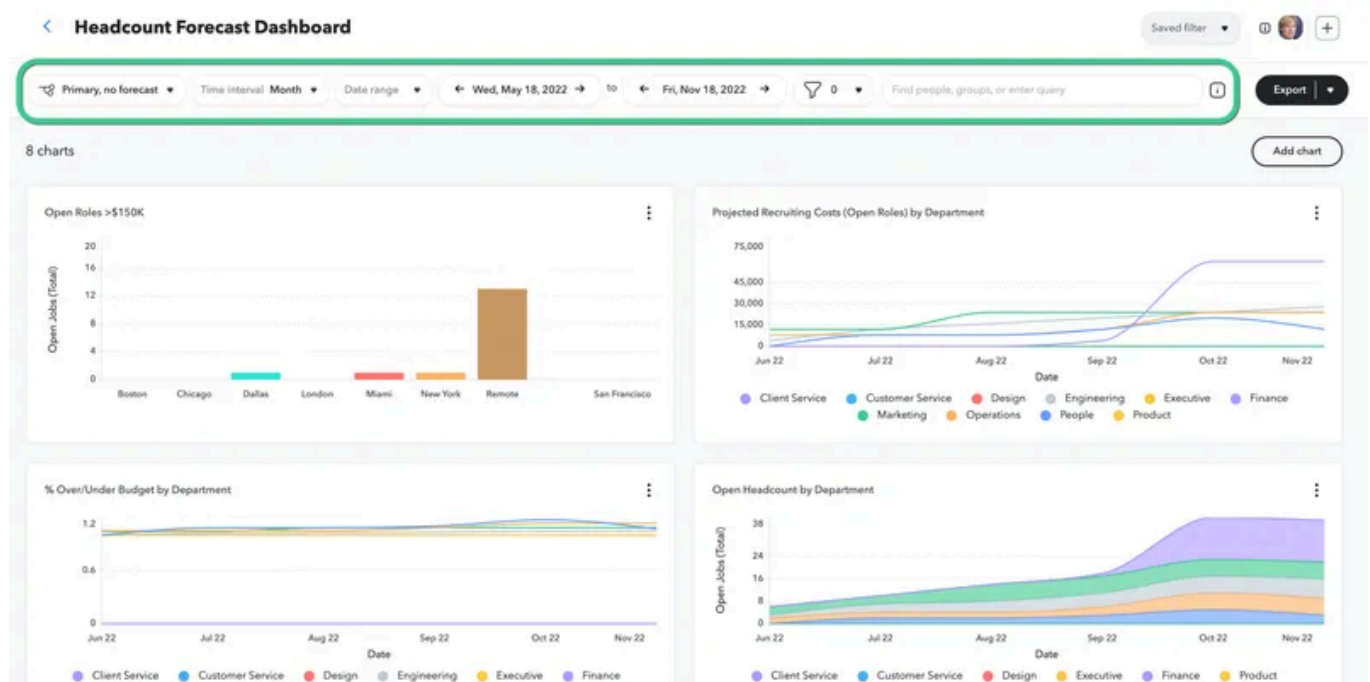 Headcount Forecast Dashboard
Saved filter
Primary, no forecast
Time interval Month
Date range
Wed, May 18, 2022
to
Fri, Nov 18, 2022
0
Find people, groups, or enter query
Export
8 charts
Add chart
Open Roles >$150K
Open Jobs (Total)
20
16
12
8
4
0
Boston Chicago Dallas London Miami New York Remote San Francisco
Projected Recruiting Costs (Open Roles) by Department
75,000
45,000
30,000
15,000
0
Jun 22 Jul 22 Aug 22 Sep 22 Oct 22 Nov 22
Date
Client Service Customer Service Design Engineering Executive Finance
Marketing Operations People Product
% Over/Under Budget by Department
1.2
0.6
0
Jun 22 Jul 22 Aug 22 Sep 22 Oct 22 Nov 22
Date
Client Service Customer Service Design Engineering Executive Finance
Open Headcount by Department
Open Jobs (Total)
38
24
16
8
0
Jun 22 Jul 22 Aug 22 Sep 22 Oct 22 Nov 22
Date
Client Service Customer Service Design Executive Finance Product